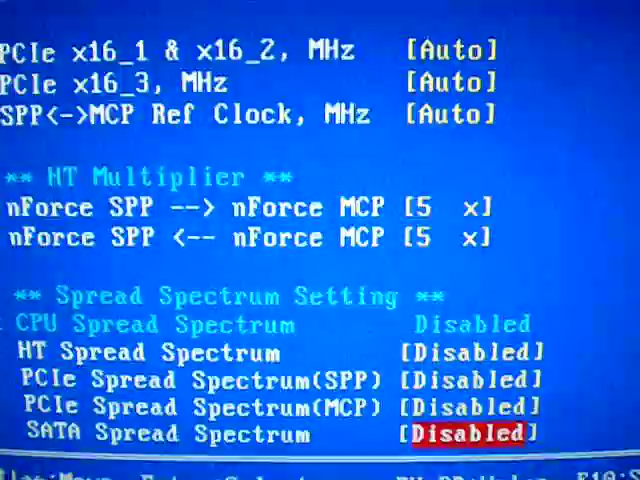 PCIe x16_1 & x16_2, MHz [Auto]
PCIe x16_3, MHz [Auto]
SPP<->MCP Ref Clock, MHz [Auto]
** HT Multiplier **
nForce SPP --> nForce MCP [5 x]
nForce SPP <-- nForce MCP [5 x]
** Spread Spectrum Setting **
CPU Spread Spectrum Disabled
HT Spread Spectrum [Disabled]
PCIe Spread Spectrum(SPP) [Disabled]
PCIe Spread Spectrum(MCP) [Disabled]
SATA Spread Spectrum [Disabled]